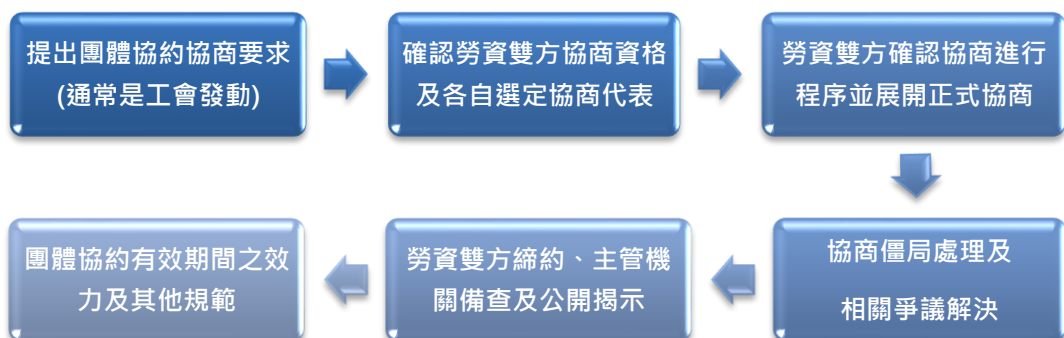 提出團體協約協商要求
(通常是工會發動)
確認勞資雙方協商資格
及各自選定協商代表
勞資雙方確認協商進行
程序並展開正式協商
協商僵局處理及
相關爭議解決
勞資雙方締約、主管機
關備查及公開揭示
團體協約有效期間之效
力及其他規範